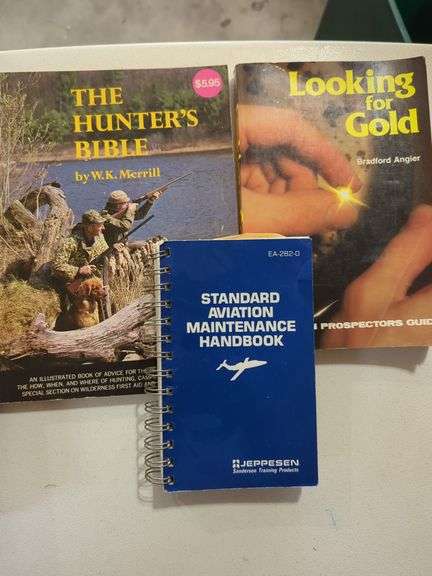 $5.95
THE
HUNTER'S
BIBLE
by W.K. Merrill
AN ILLUSTRATED BOOK OF ADVICE FOR THE
THE HOW, WHEN, AND WHERE OF HUNTING,
SPECIAL SECTION ON WILDERNESS FIRST AID AND
Looking
for
Gold
Bradford Angier
PROSPECTORS
EA-282-0
STANDARD
AVIATION
MAINTENANCE
HANDBOOK
JEPPESEN
Sanderson Training Products